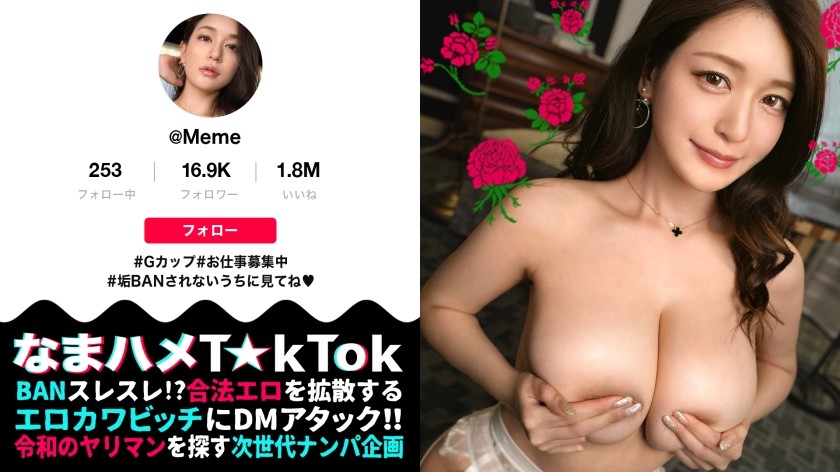 @Meme
253 16.9K 1.8M
フォロー中 フォロワー いいね
フォロー
#Gカップ#お仕事募集中
#垢BANされないうちに見てね♥
なまハメT★kTok
BANスレスレ!?合法エロを拡散する
エロカワビッチにDMアタック!!
令和のヤリマンを探す次世代ナンパ企画